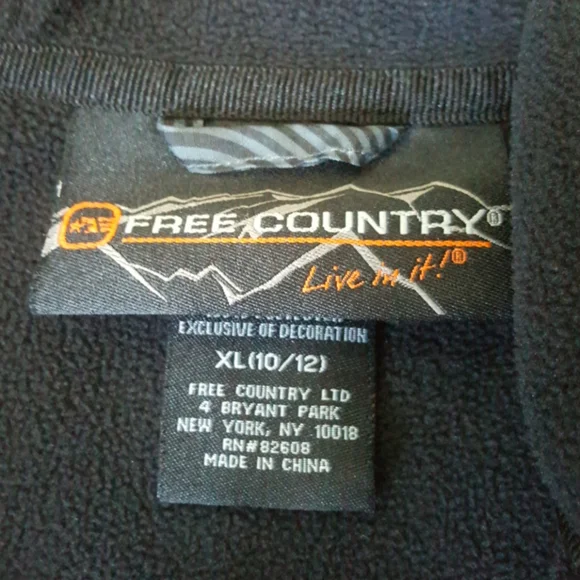 FREE COUNTRY®
Live in it!®
EXCLUSIVE OF DECORATION
XL(10/12)
FREE COUNTRY LTD
4 BRYANT PARK
NEW YORK, NY 10018
RN#82608
MADE IN CHINA